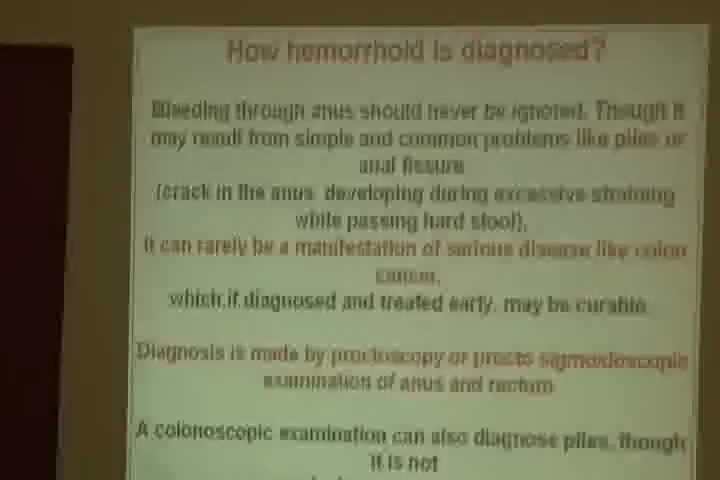 How hemorrhoid is diagnosed?
Bleeding through anus should never be ignored. Though it
may result from simple and common problems like piles or
anal fissure
(crack in the anus developing during excessive straining
while passing hard stool),
it can rarely be a manifestation of serious disease like colon
cancer,
which if diagnosed and treated early, may be curable.
Diagnosis is made by proctoscopy or procto sigmoidoscopic
examination of anus and rectum
A colonoscopic examination can also diagnose piles, though
it is not